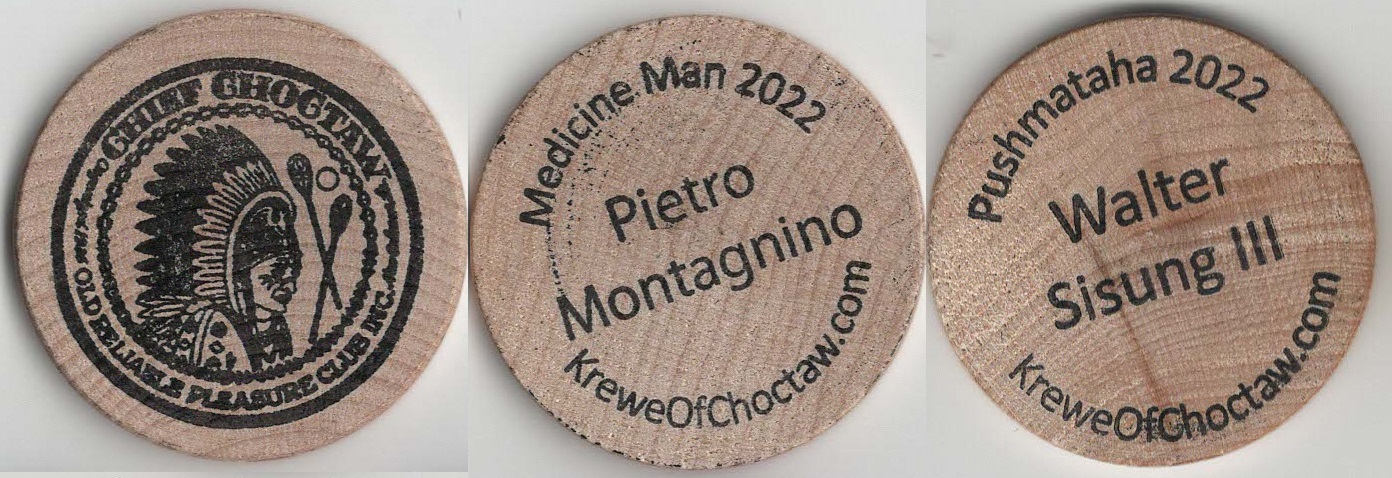 CHIEF CHOCTAW
OLD RELIABLE PLEASURE CLUB INC.
Medicine Man 2022
Pietro
Montagnino
KreweOfChoctaw.com
Pushmataha 2022
Walter
Sisung III
KreweOfChoctaw.com